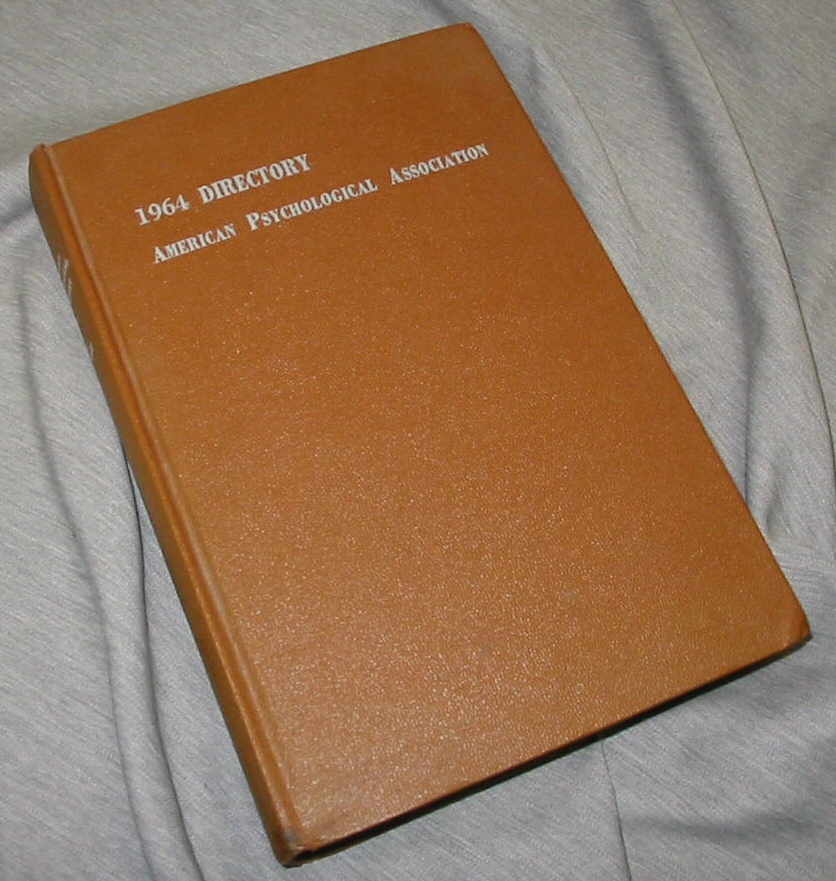 1964 DIRECTORY
AMERICAN PSYCHOLOGICAL ASSOCIATION